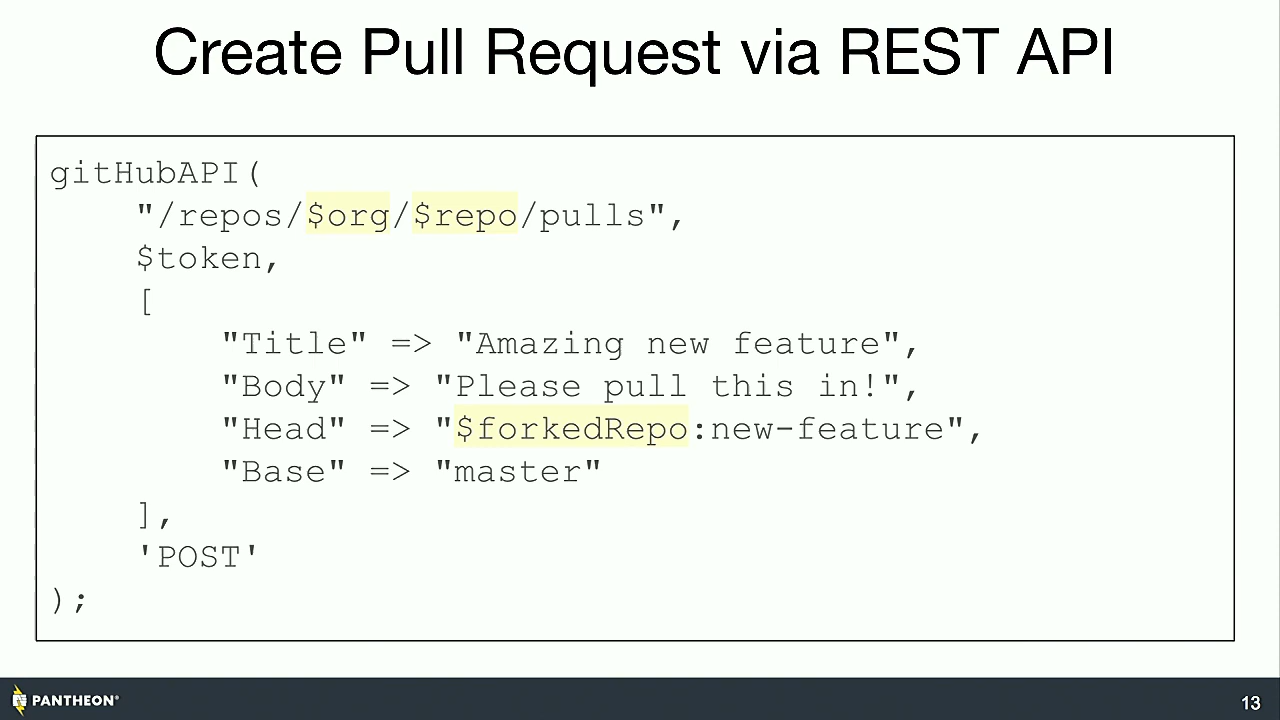 Create Pull Request via REST API
gitHubAPI(
"/repos/$org/$repo/pulls",
$token,
[
"Title" => "Amazing new feature",
"Body" => "Please pull this in!",
"Head" => "$forkedRepo:new-feature",
"Base" => "master"
],
'POST'
);
PANTHEON®
13